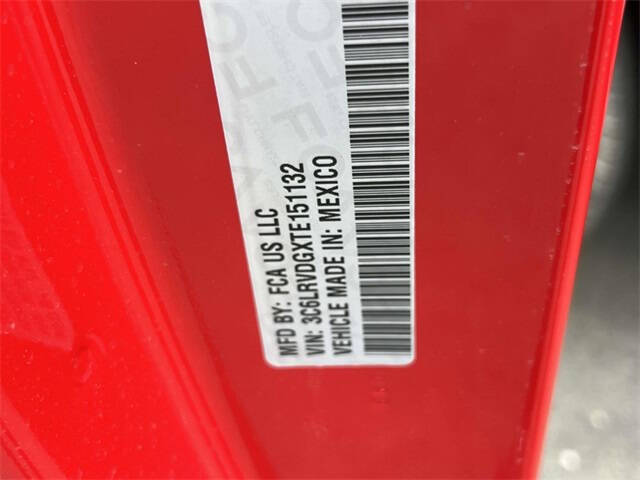 MFD BY: FCA US LLC
VIN: 3C6LRVDGXTE151132
VEHICLE MADE IN: MEXICO